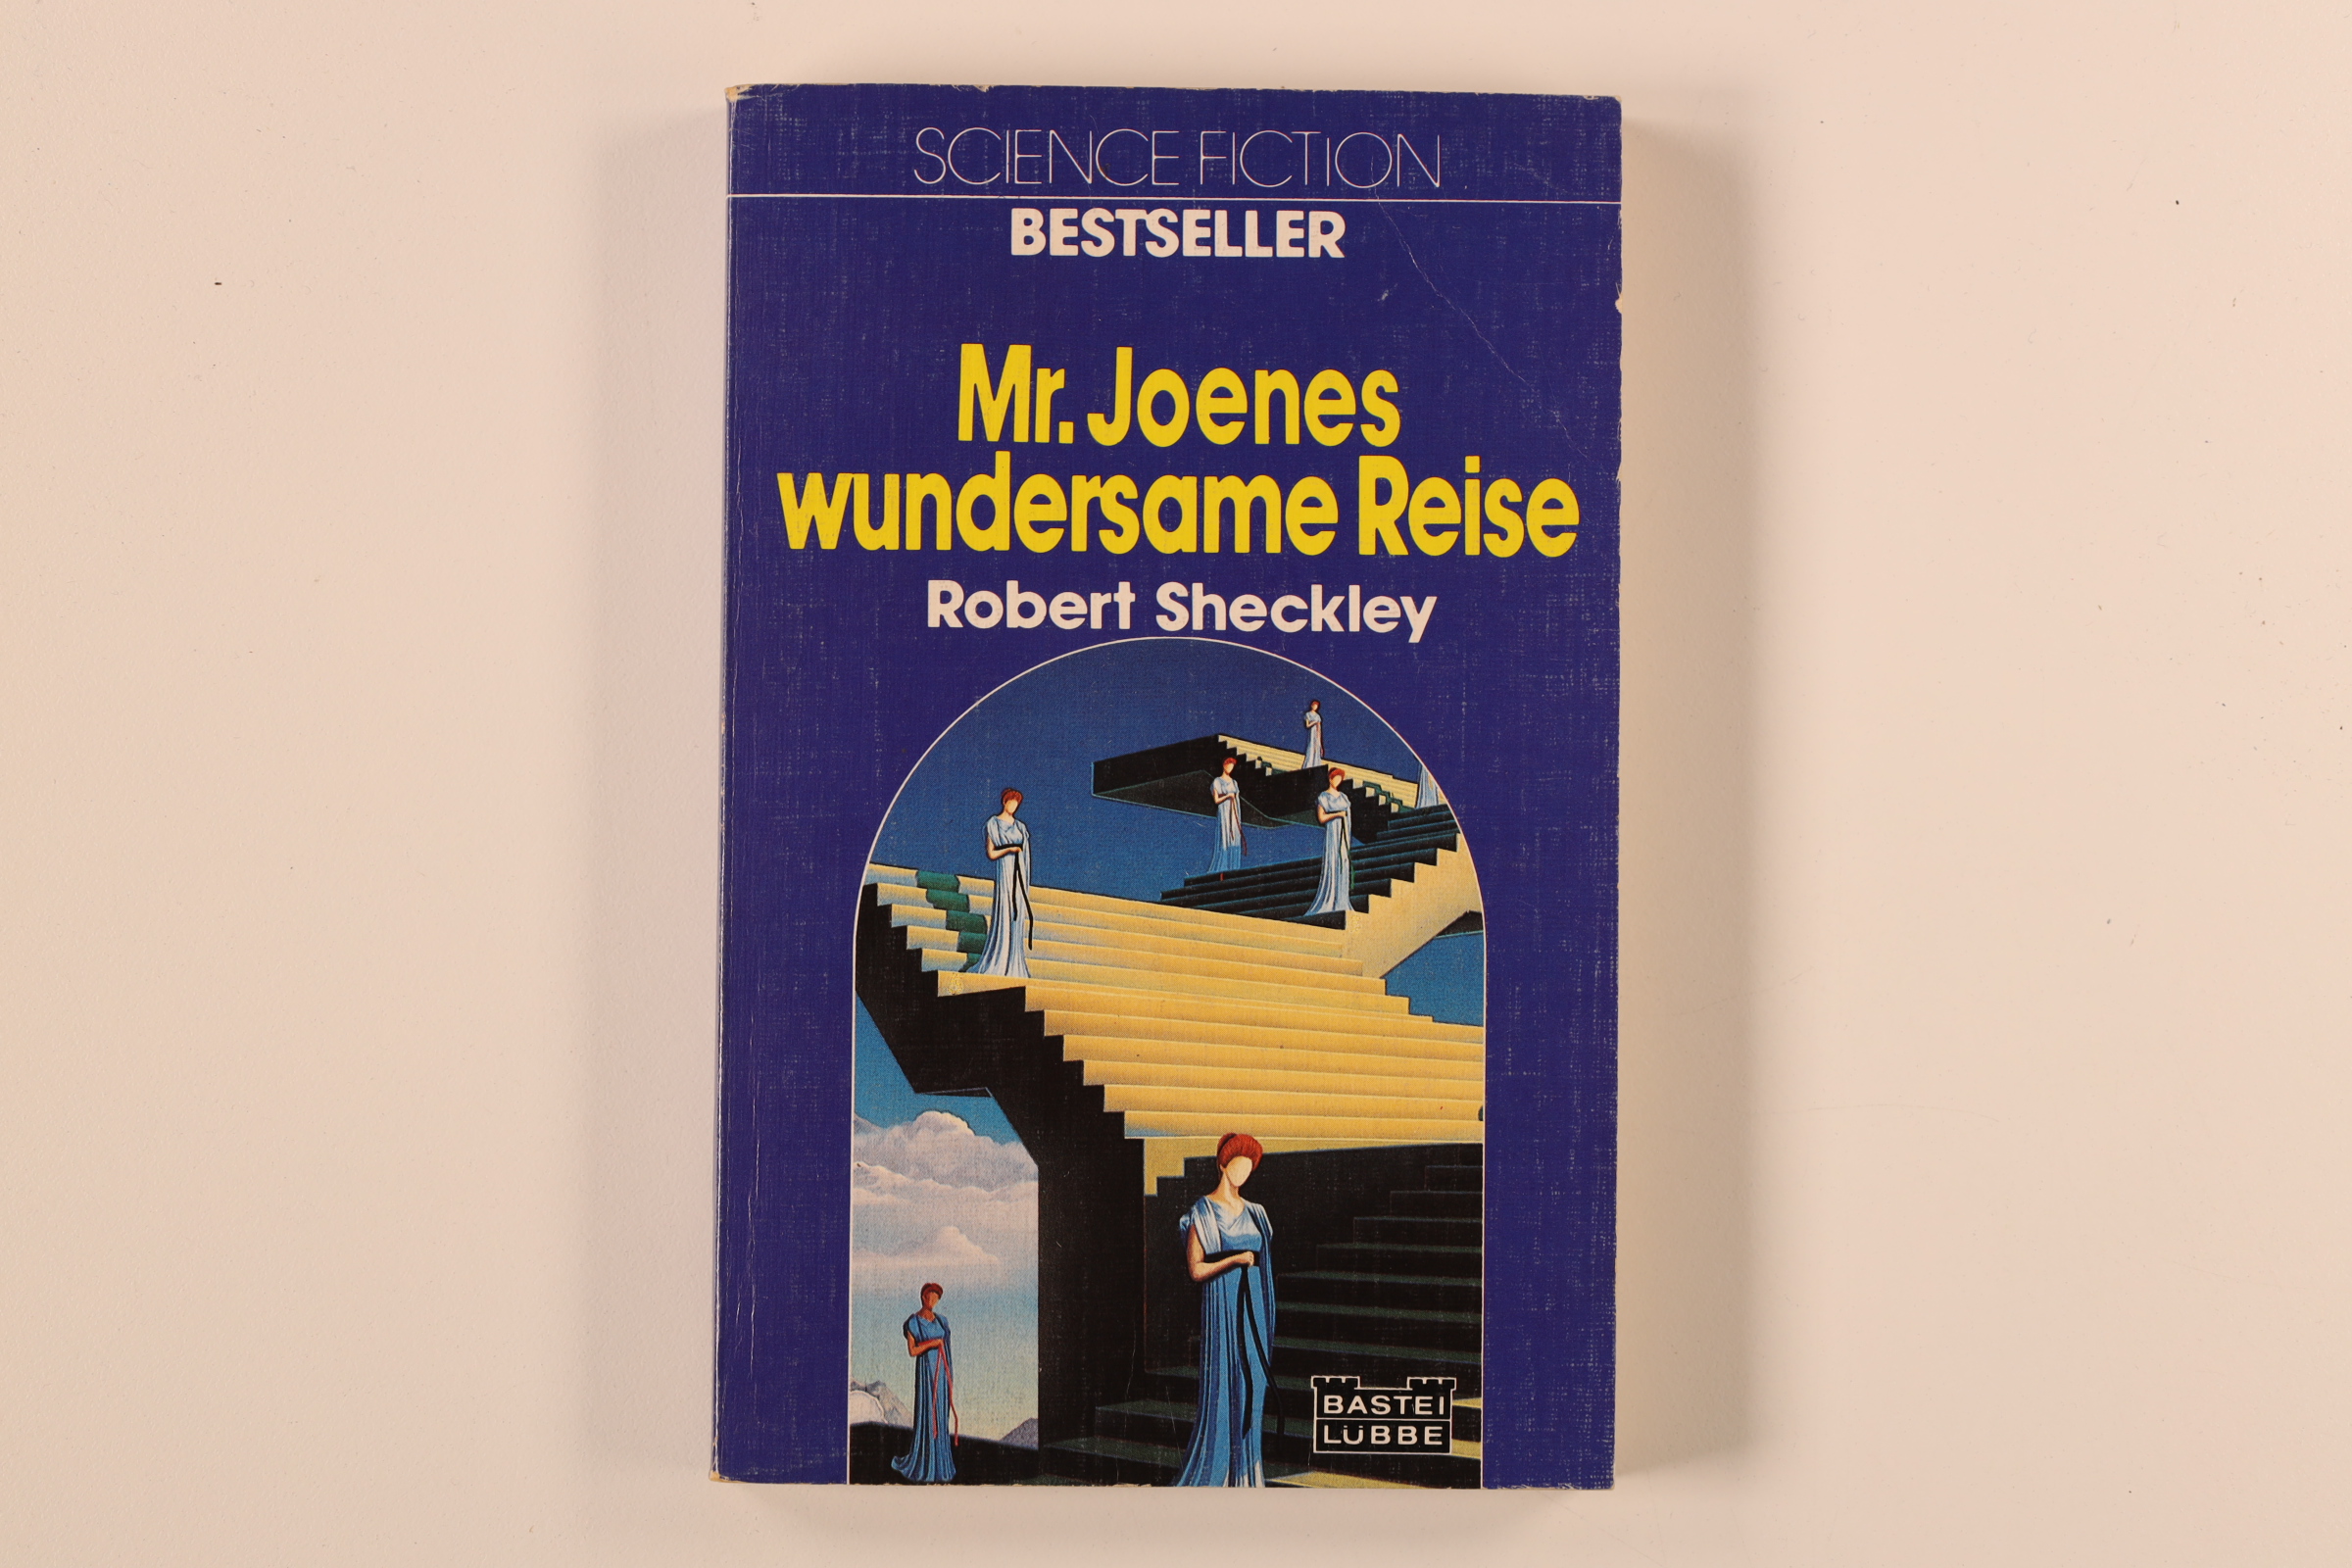 SCIENCE FICTION
BESTSELLER
Mr. Joenes
wundersame Reise
Robert Sheckley
BASTEI
LÜBBE